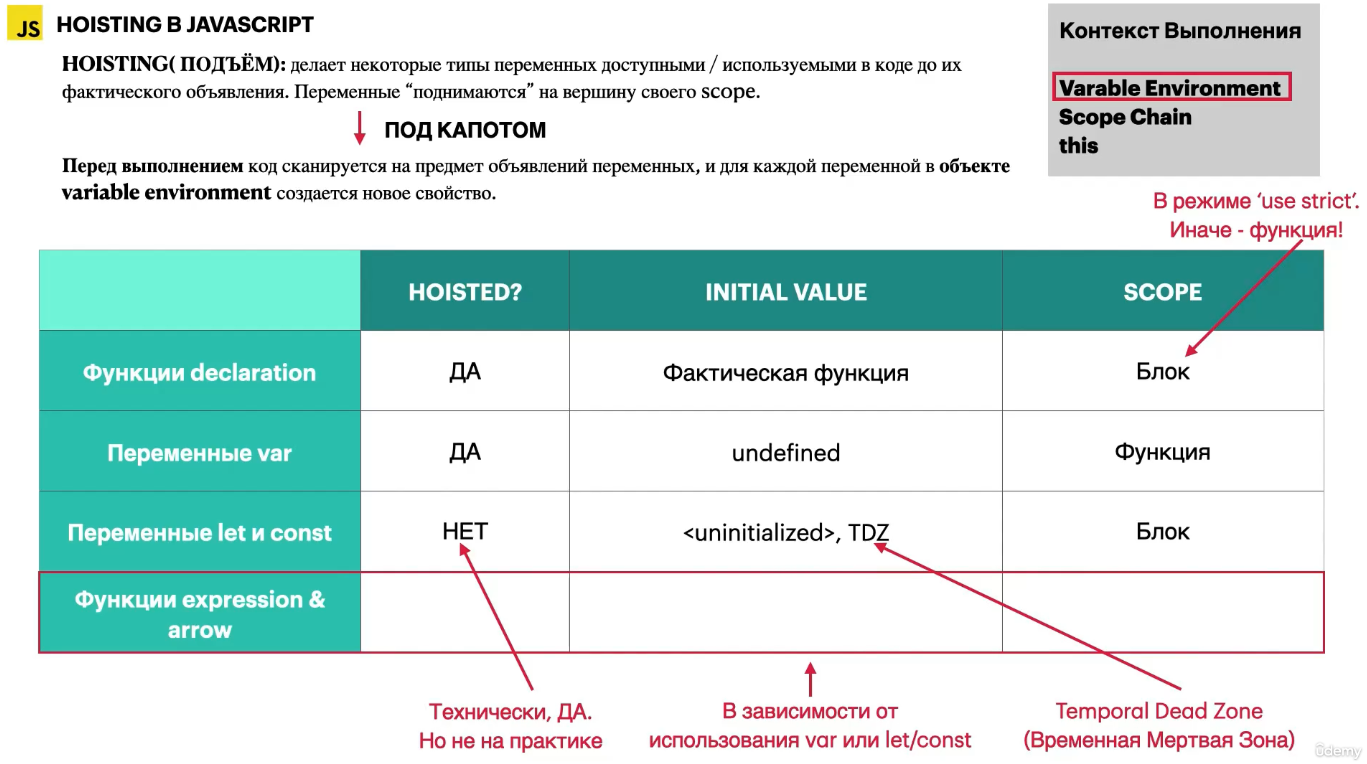 JS HOISTING В JAVASCRIPT
HOISTING( ПОДЪЁМ): делает некоторые типы переменных доступными / используемыми в коде до их
фактического объявления. Переменные “поднимаются” на вершину своего scope.
ПОД КАПОТОМ
Перед выполнением код сканируется на предмет объявлений переменных, и для каждой переменной в объекте
variable environment создается новое свойство.
Контекст Выполнения
Varable Environment
Scope Chain
this
В режиме ‘use strict’.
Иначе - функция!
HOISTED? INITIAL VALUE SCOPE
Функции declaration ДА Фактическая функция Блок
Переменные var ДА undefined Функция
Переменные let и const НЕТ <uninitialized>, TDZ Блок
Функции expression &
arrow
Технически, ДА.
Но не на практике
В зависимости от
использования var или let/const
Temporal Dead Zone
(Временная Мертвая Зона)
ûdemy